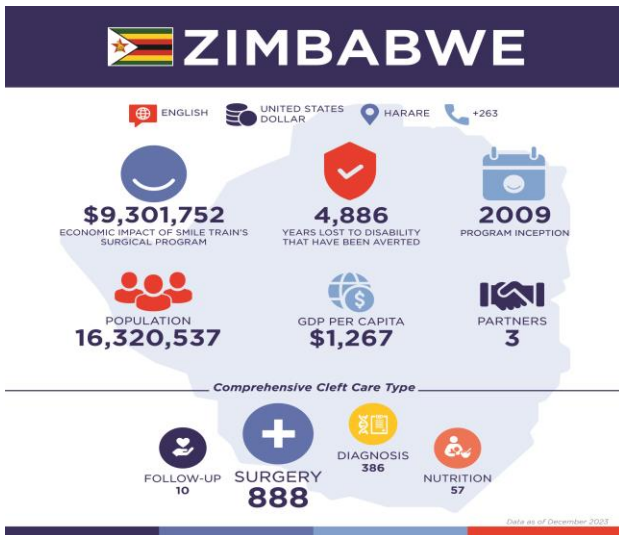 ZIMBABWE
ENGLISH
UNITED STATES
DOLLAR
HARARE
+263
$9,301,752
ECONOMIC IMPACT OF SMILE TRAIN'S
SURGICAL PROGRAM
4,886
YEARS LOST TO DISABILITY
THAT HAVE BEEN AVERTED
2009
PROGRAM INCEPTION
POPULATION
16,320,537
GDP PER CAPITA
$1,267
PARTNERS
3
Comprehensive Cleft Care Type
FOLLOW-UP
10
SURGERY
888
DIAGNOSIS
386
NUTRITION
57
Data as of December 2023